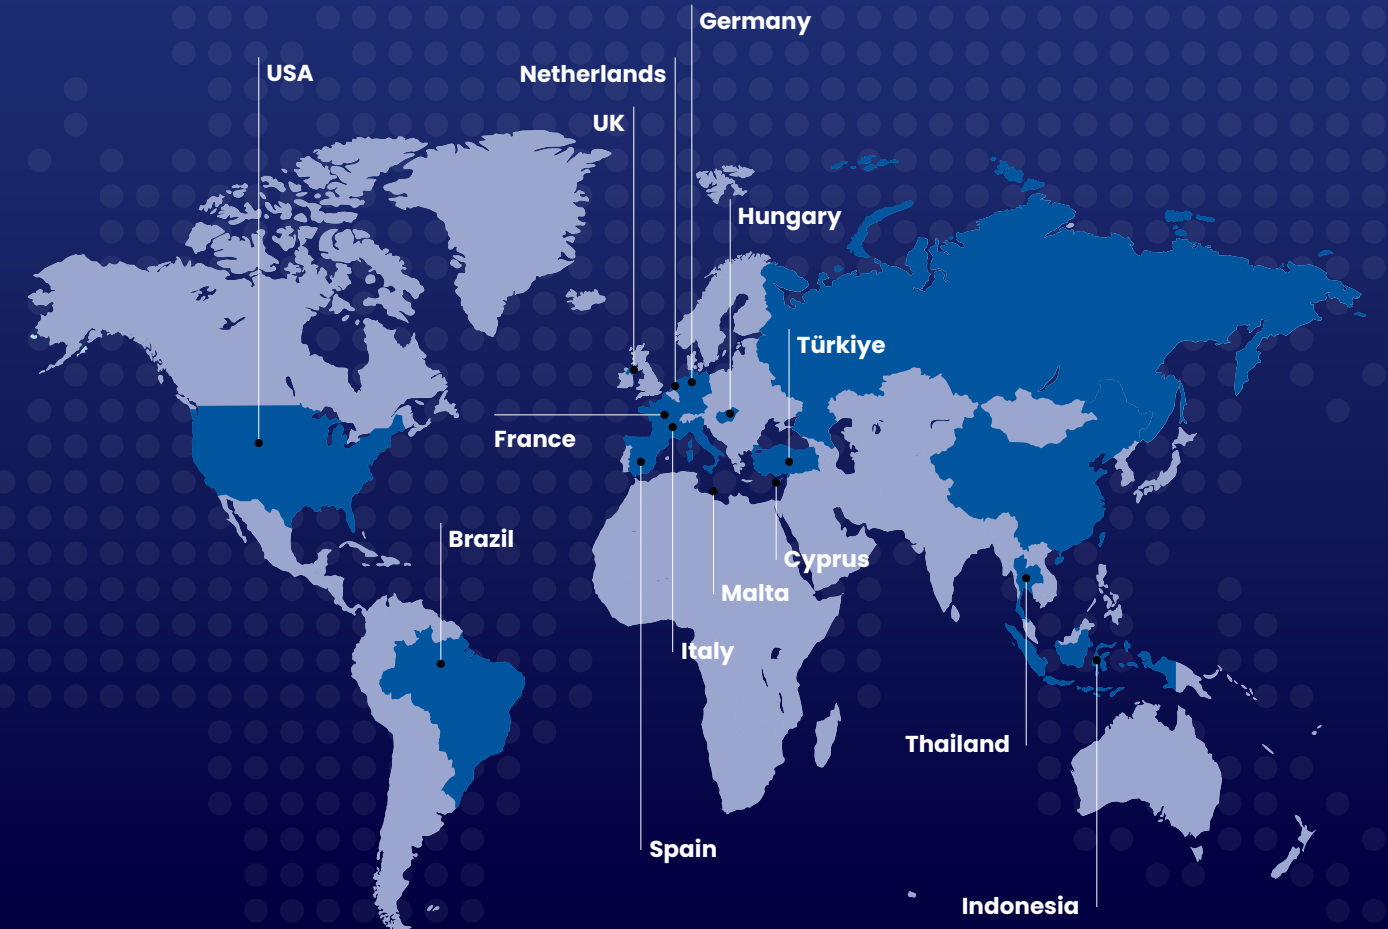 Germany
USA
Netherlands
UK
Hungary
Türkiye
France
Brazil
Cyprus
Malta
Italy
Thailand
Spain
Indonesia